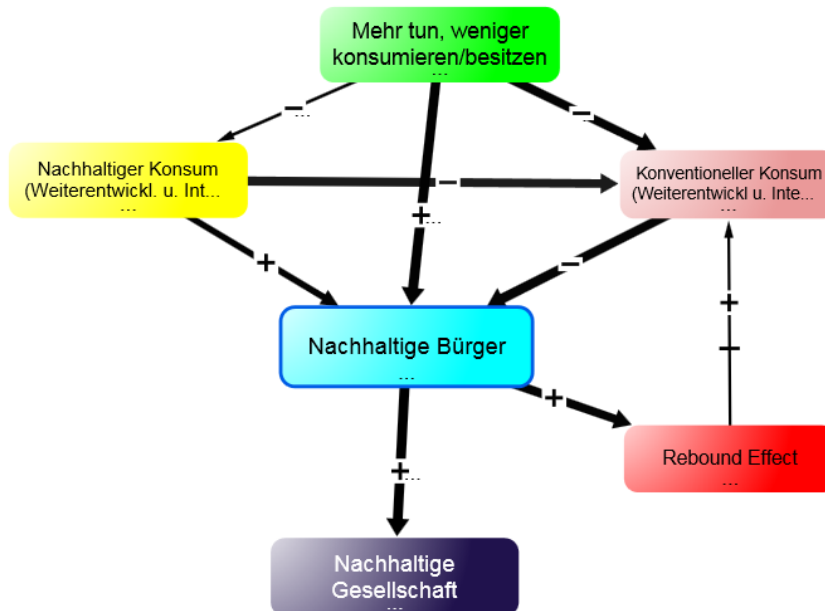 Mehr tun, weniger
konsumieren/besitzen
...
−...
−...
Nachhaltiger Konsum
(Weiterentwickl. u. Int...
...
−
Konventioneller Konsum
(Weiterentwickl u. Inte...
...
+...
+
−
+
Nachhaltige Bürger
...
+
+...
Rebound Effect
...
Nachhaltige
Gesellschaft
...